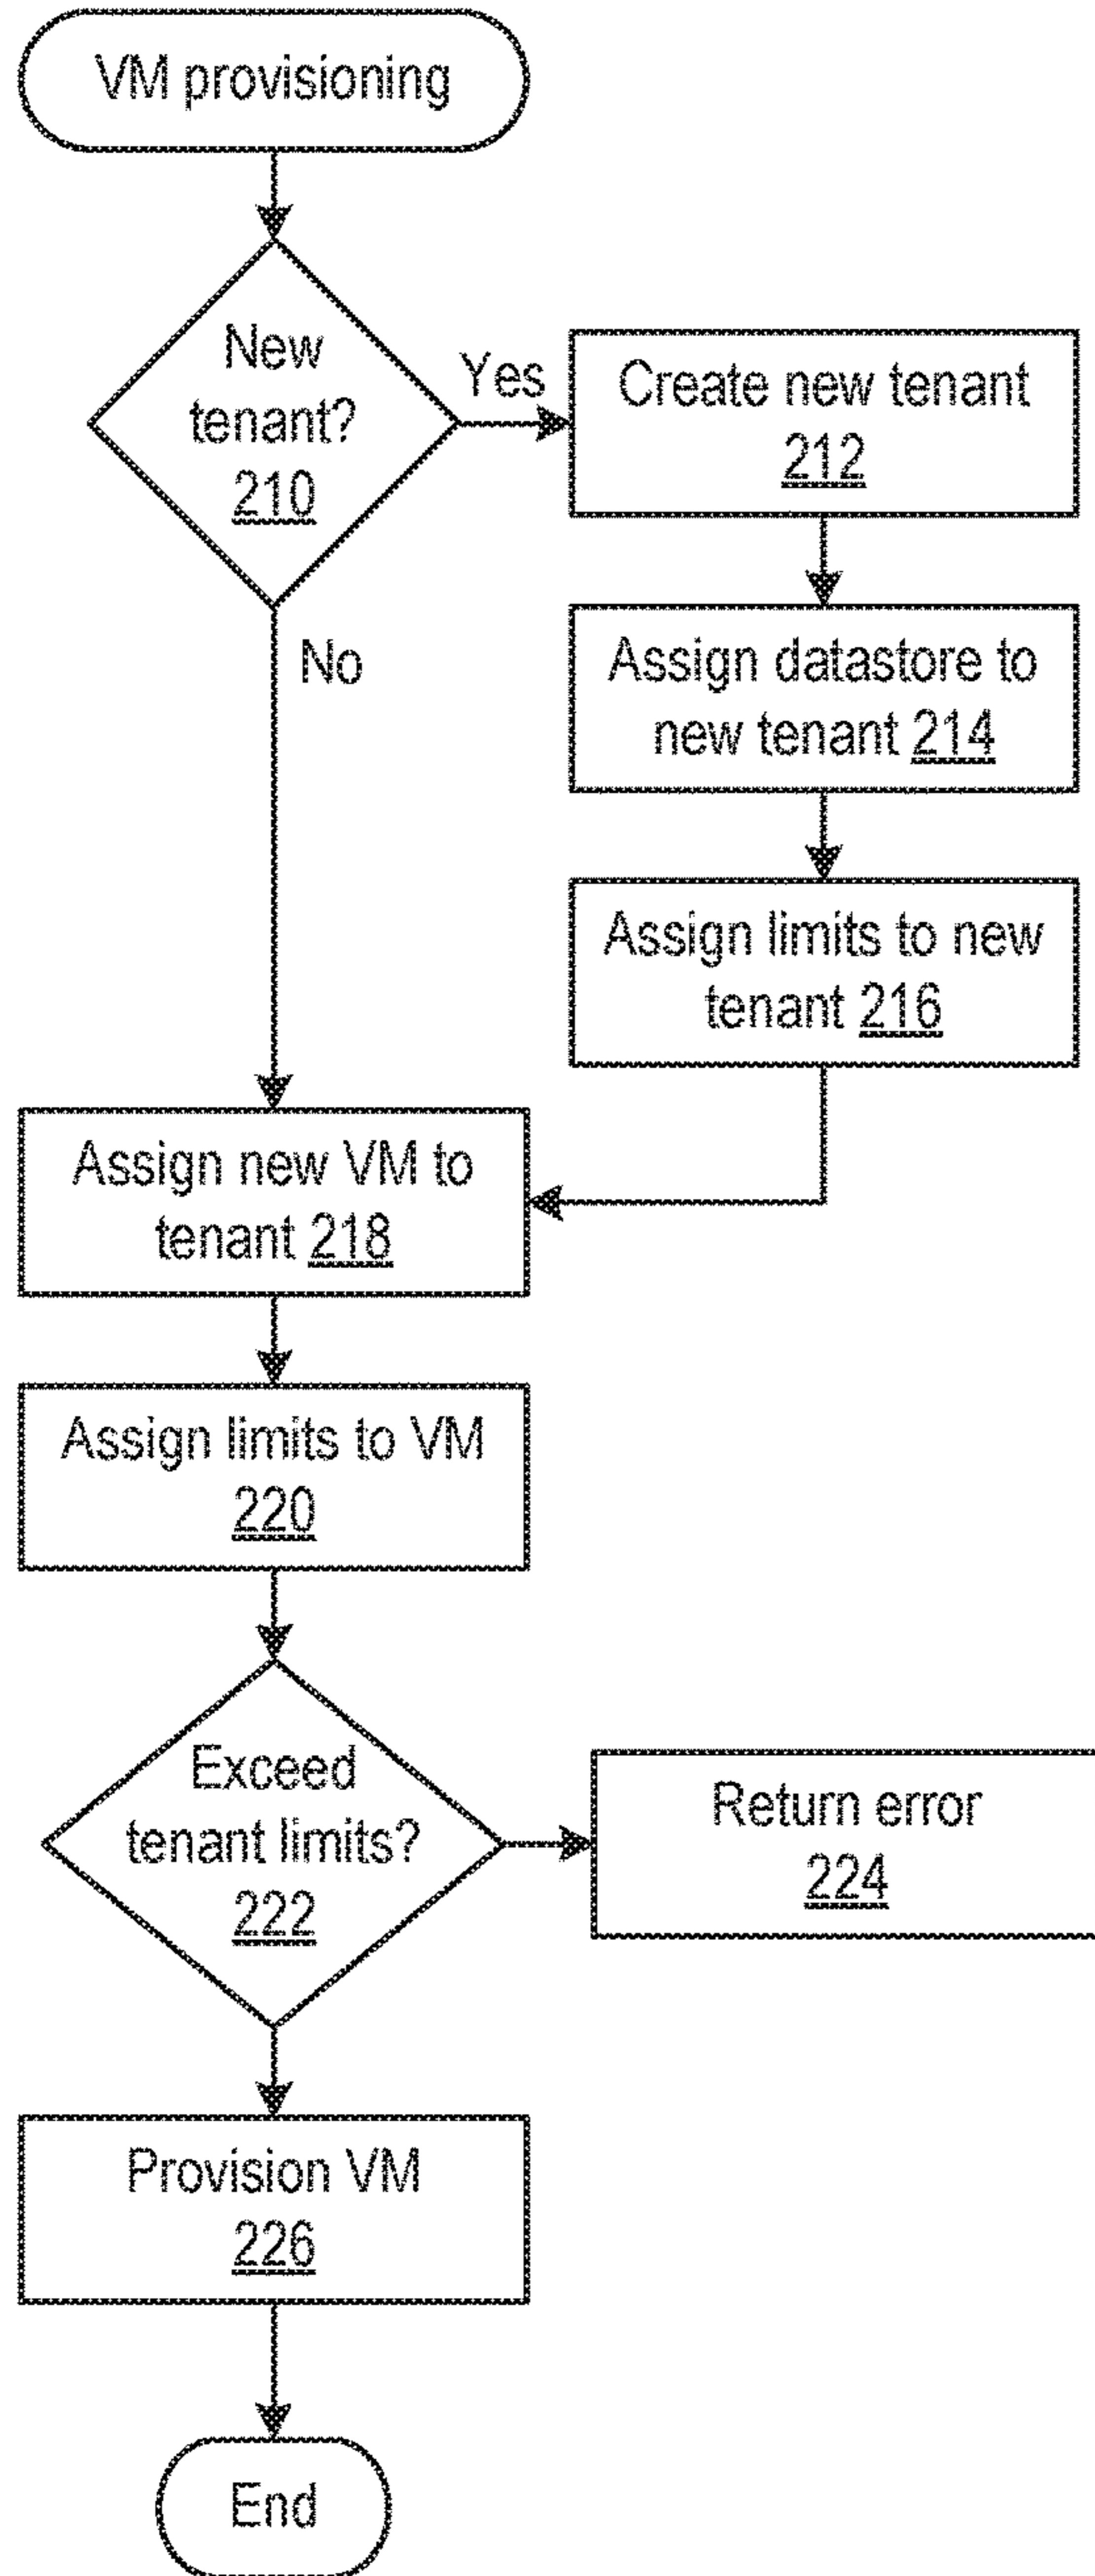 VM provisioning
New
tenant?
210
Yes
Create new tenant
212
No
Assign datastore to
new tenant 214
Assign limits to new
tenant 216
Assign new VM to
tenant 218
Assign limits to VM
220
Exceed
tenant limits?
222
Return error
224
Provision VM
226
End